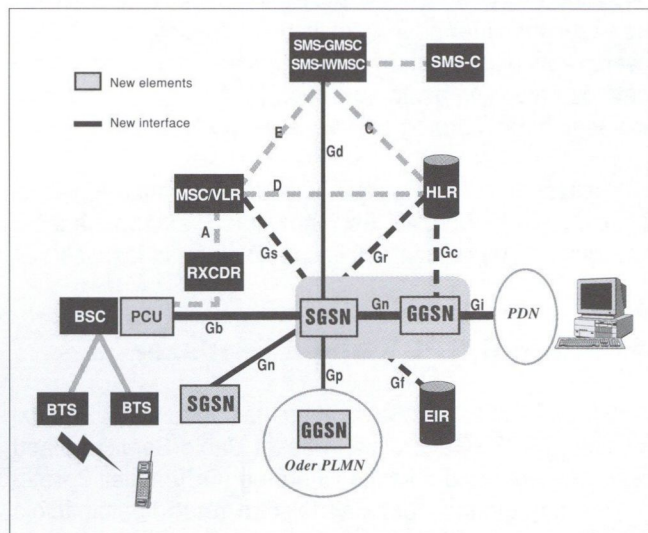 SMS-GMSC
SMS-IWMSC
SMS-C
New elements
New interface
E
C
Gd
MSC/VLR
D
HLR
A
Gs
Gr
Gc
RXCDR
BSC
PCU
Gb
SGSN
Gn
GGSN
Gi
PDN
Gn
Gp
Gf
BTS
BTS
SGSN
GGSN
EIR
Oder PLMN